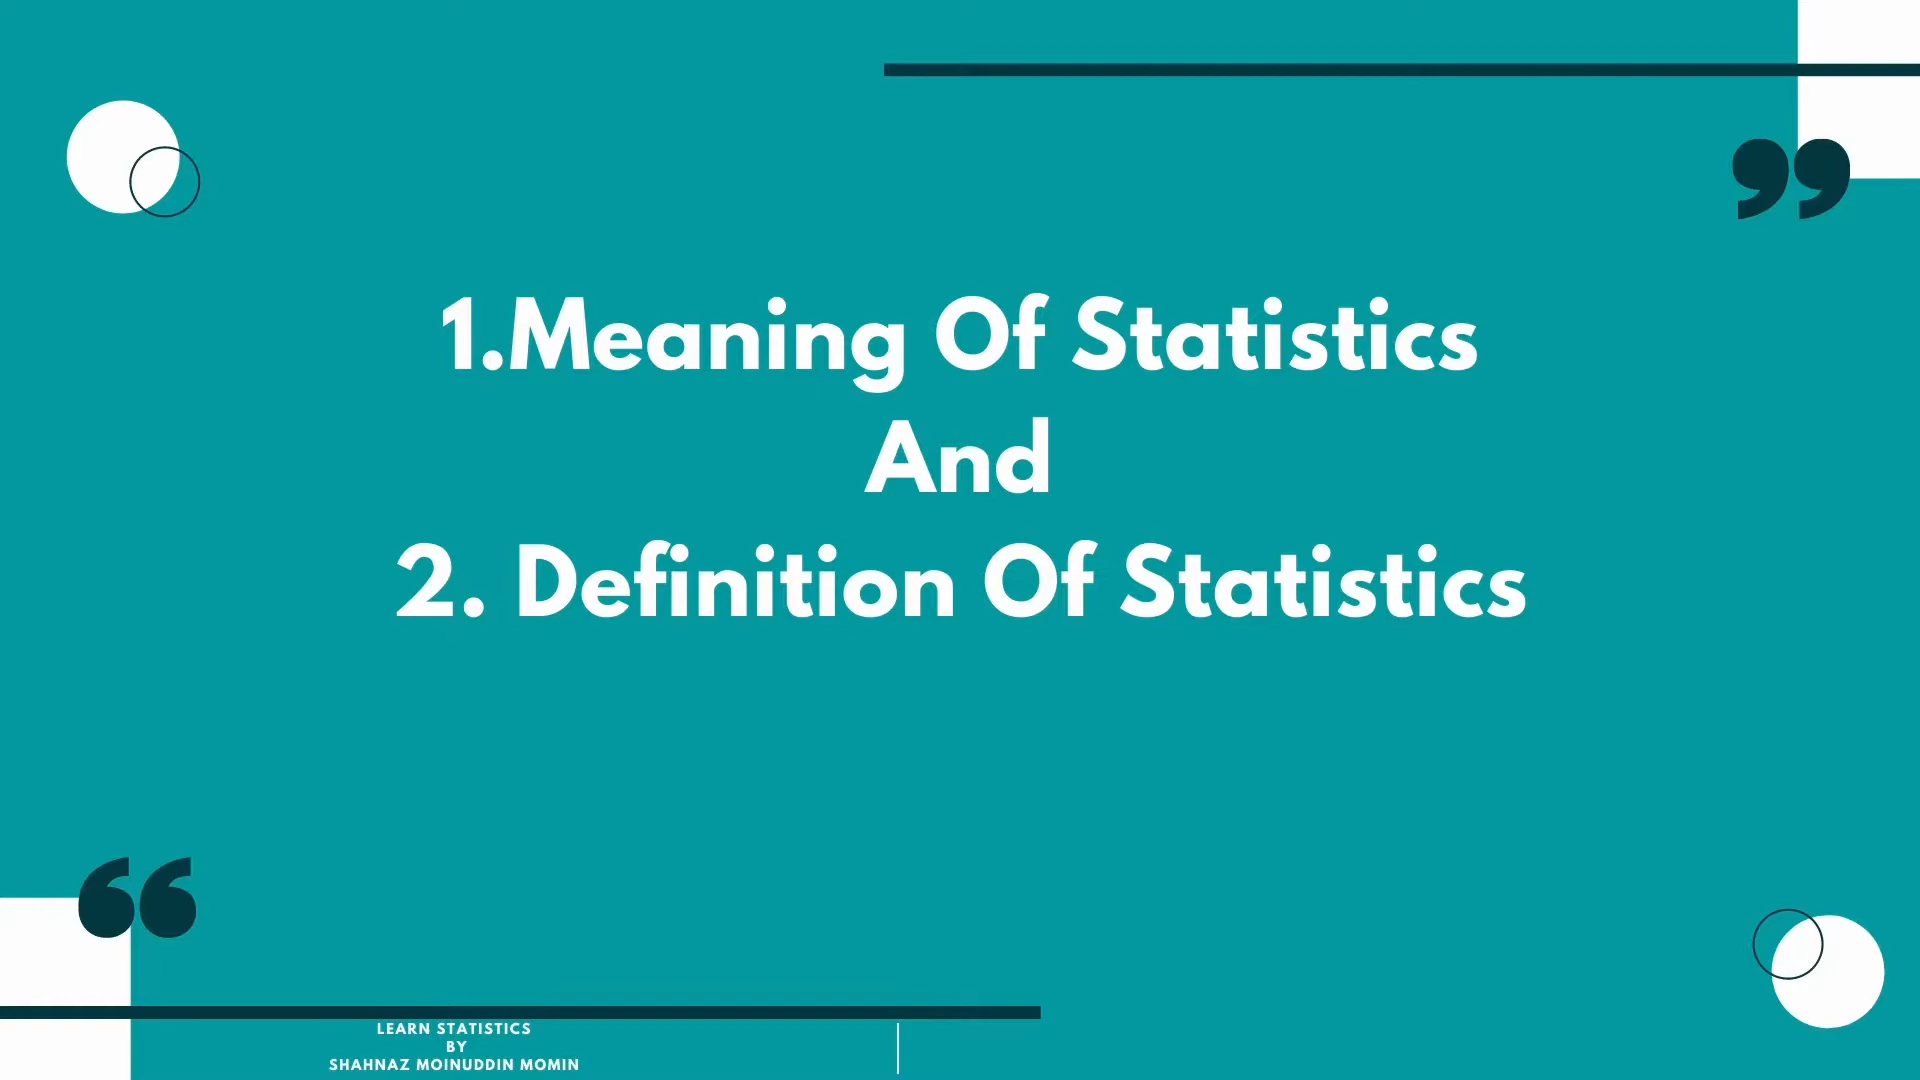 1.Meaning Of Statistics
And
2. Definition Of Statistics
LEARN STATISTICS
BY
SHAHNAZ MOINUDDIN MOMIN